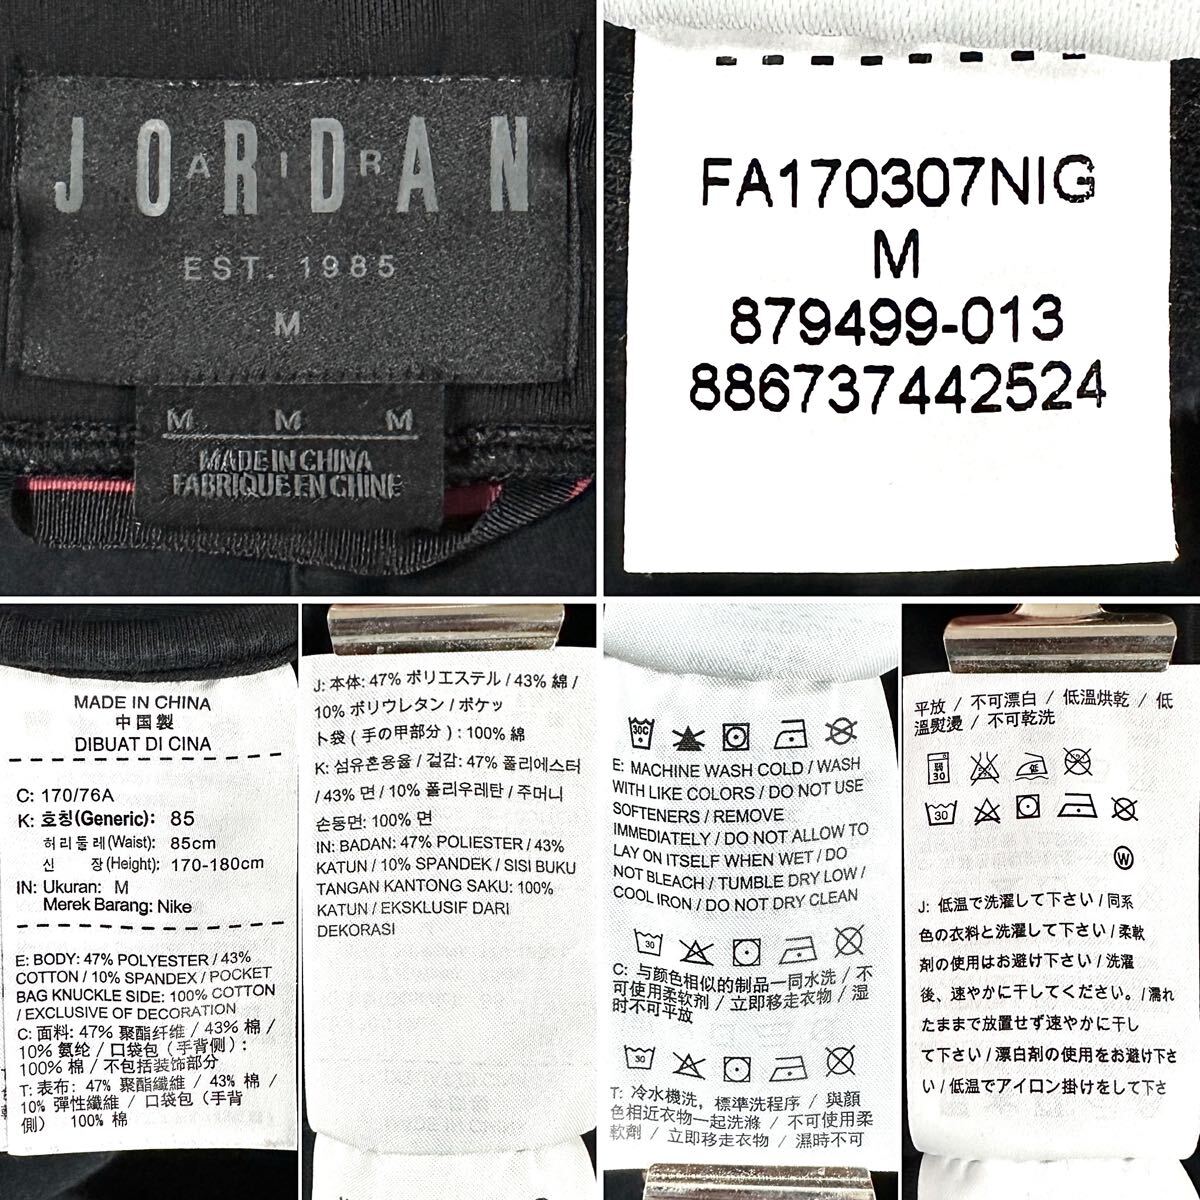 JORDAN
AIR
EST. 1985
M
M M M
MADE IN CHINA
FABRIQUE EN CHINE
FA170307NIG
M
879499-013
886737442524
MADE IN CHINA
中国製
DIBUAT DI CINA
C: 170/76A
K: 호칭(Generic): 85
허리둘레(Waist): 85cm
신 장(Height): 170-180cm
IN: Ukuran: M
Merek Barang: Nike
E: BODY: 47% POLYESTER / 43%
COTTON / 10% SPANDEX / POCKET
BAG KNUCKLE SIDE: 100% COTTON
/ EXCLUSIVE OF DECORATION
C: 面料: 47% 聚酯纤维 / 43% 棉 /
10% 氨纶 / 口袋包（手背侧）:
100% 棉 / 不包括装饰部分
T: 表布: 47% 聚酯纖維 / 43% 棉 /
10% 彈性纖維 / 口袋包（手背
側） 100% 棉
J: 本体: 47% ポリエステル / 43% 綿 /
10% ポリウレタン / ポケッ
ト袋 ( 手の甲部分 ) : 100% 綿
K: 섬유혼용율 / 겉감: 47% 폴리에스터
/ 43% 면 / 10% 폴리우레탄 / 주머니
손등면: 100% 면
IN: BADAN: 47% POLIESTER / 43%
KATUN / 10% SPANDEK / SISI BUKU
TANGAN KANTONG SAKU: 100%
KATUN / EKSKLUSIF DARI
DEKORASI
30C
E: MACHINE WASH COLD / WASH
WITH LIKE COLORS / DO NOT USE
SOFTENERS / REMOVE
IMMEDIATELY / DO NOT ALLOW TO
LAY ON ITSELF WHEN WET / DO
NOT BLEACH / TUMBLE DRY LOW /
COOL IRON / DO NOT DRY CLEAN
30
C: 与颜色相似的制品一同水洗 / 不
可使用柔软剂 / 立即移走衣物 / 湿
时不可平放
30
T: 冷水機洗，標準洗程序 / 與顏
色相近衣物一起洗滌 / 不可使用柔
軟劑 / 立即移走衣物 / 濕時不可
平放 / 不可漂白 / 低溫烘乾 / 低
溫熨燙 / 不可乾洗
弱 30 低
30
W
J: 低温で洗濯して下さい / 同系
色の衣料と洗濯して下さい / 柔軟
剤の使用はお避け下さい / 洗濯
後、速やかに干してください。/ 濡れ
たままで放置せず速やかに干し
て下さい / 漂白剤の使用をお避け下さ
い / 低温でアイロン掛けをして下さ